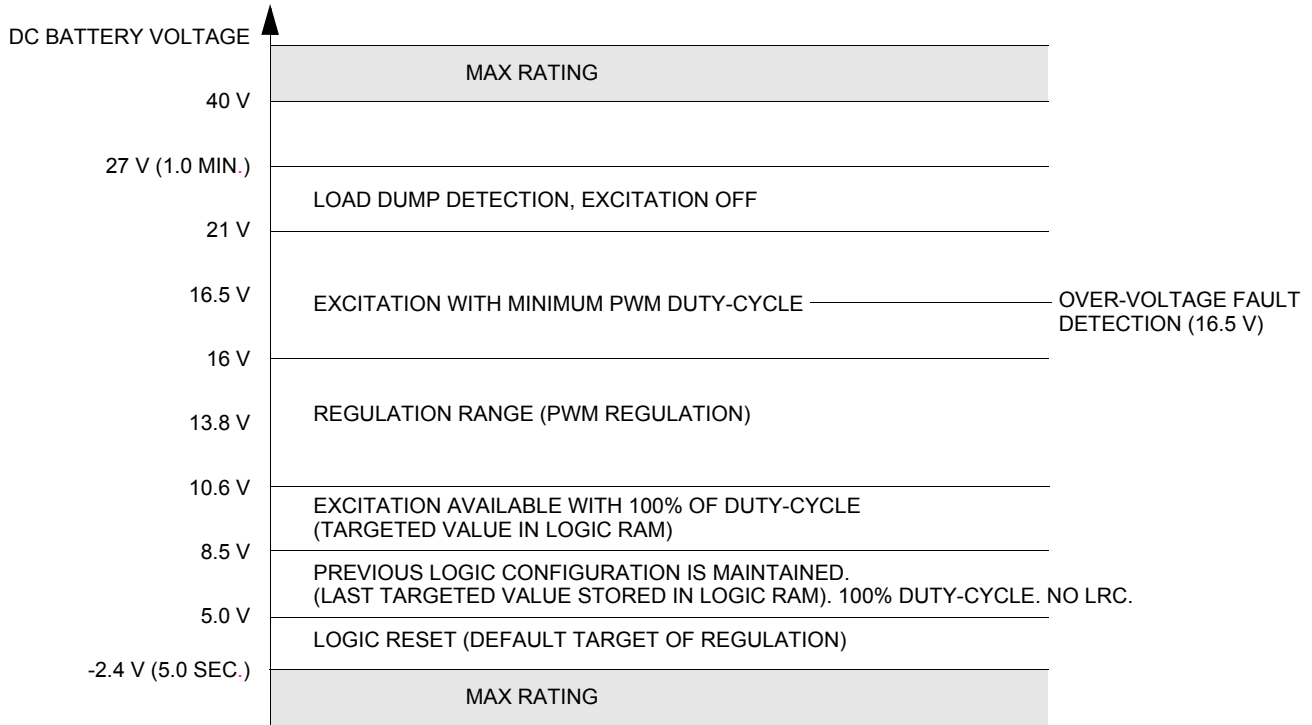 DC BATTERY VOLTAGE
MAX RATING
40 V
27 V (1.0 MIN.)
LOAD DUMP DETECTION, EXCITATION OFF
21 V
16.5 V
EXCITATION WITH MINIMUM PWM DUTY-CYCLE
OVER-VOLTAGE FAULT
DETECTION (16.5 V)
16 V
REGULATION RANGE (PWM REGULATION)
13.8 V
10.6 V
EXCITATION AVAILABLE WITH 100% OF DUTY-CYCLE
(TARGETED VALUE IN LOGIC RAM)
8.5 V
PREVIOUS LOGIC CONFIGURATION IS MAINTAINED.
(LAST TARGETED VALUE STORED IN LOGIC RAM). 100% DUTY-CYCLE. NO LRC.
5.0 V
LOGIC RESET (DEFAULT TARGET OF REGULATION)
-2.4 V (5.0 SEC.)
MAX RATING